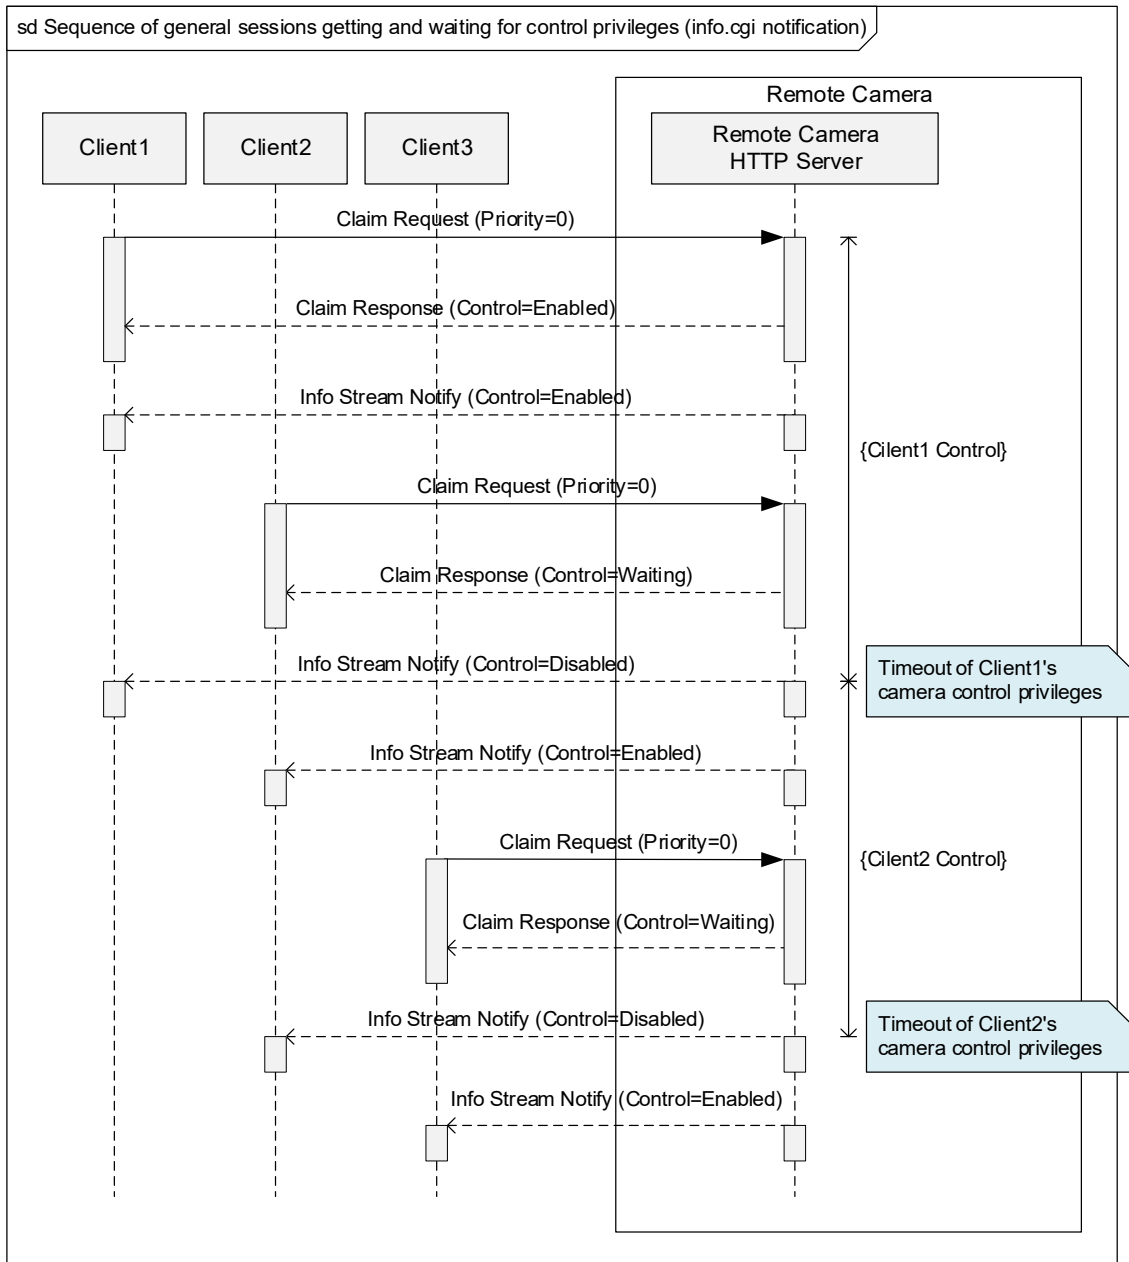 sd Sequence of general sessions getting and waiting for control privileges (info.cgi notification)
Remote Camera
Client1
Client2
Client3
Remote Camera
HTTP Server
Claim Request (Priority=0)
Claim Response (Control=Enabled)
Info Stream Notify (Control=Enabled)
{Cilent1 Control}
Claim Request (Priority=0)
Claim Response (Control=Waiting)
Info Stream Notify (Control=Disabled)
Timeout of Client1's
camera control privileges
Info Stream Notify (Control=Enabled)
Claim Request (Priority=0)
{Cilent2 Control}
Claim Response (Control=Waiting)
Info Stream Notify (Control=Disabled)
Timeout of Client2's
camera control privileges
Info Stream Notify (Control=Enabled)